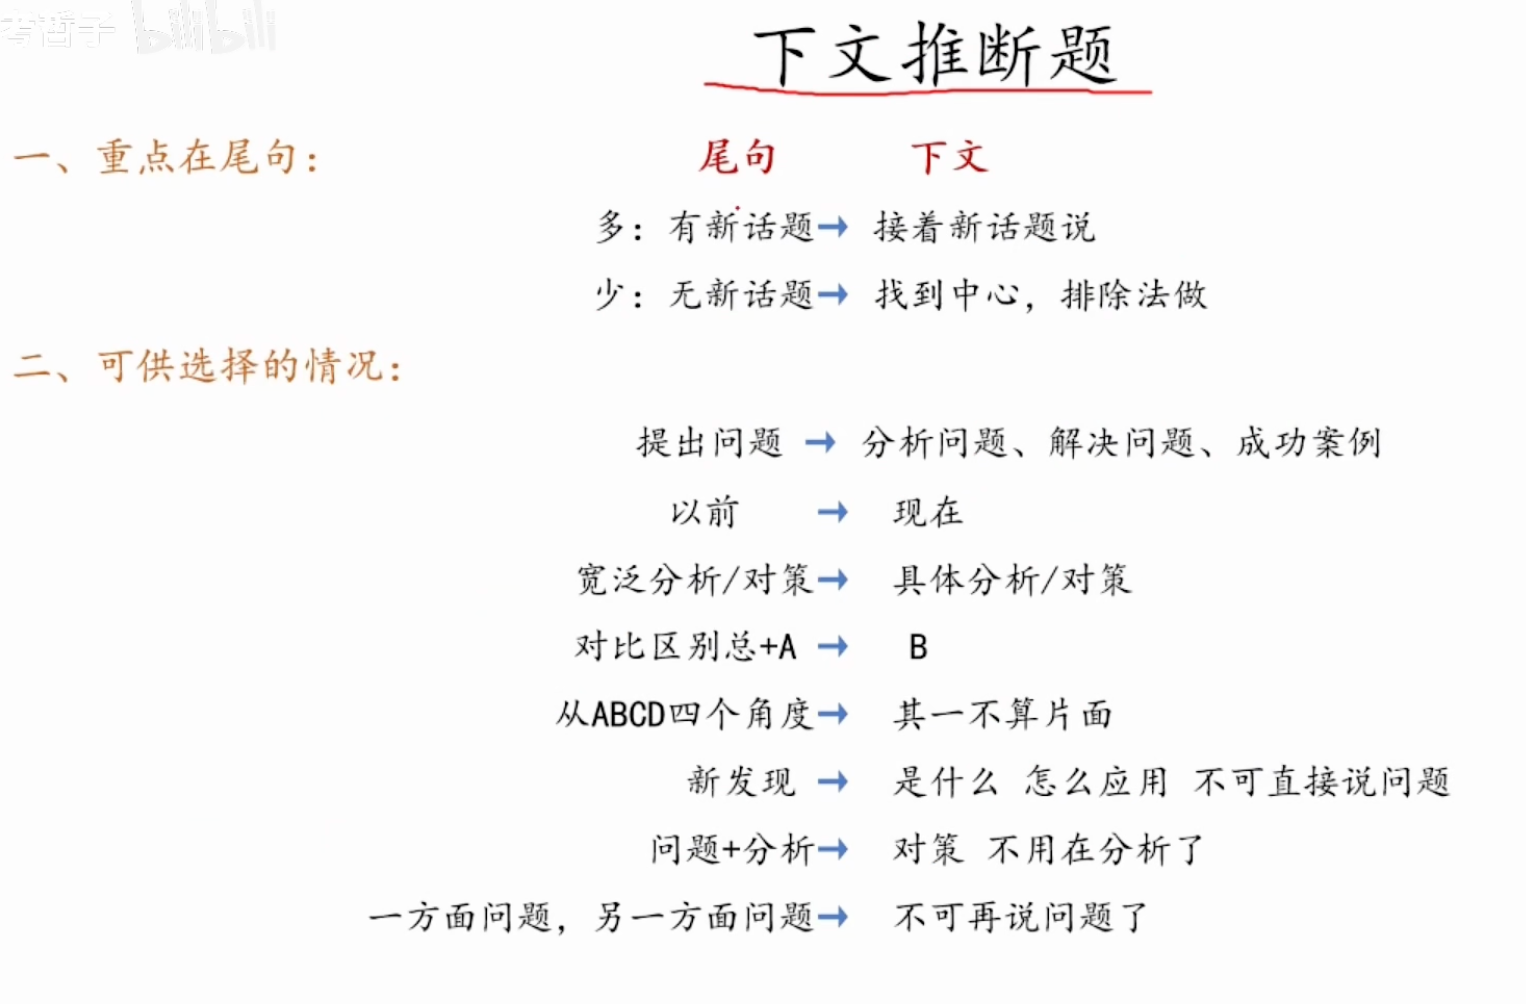 考哲子 bilibili
下文推断题
一、重点在尾句：
尾句 下文
多：有新话题→ 接着新话题说
少：无新话题→ 找到中心，排除法做
二、可供选择的情况：
提出问题 → 分析问题、解决问题、成功案例
以前 → 现在
宽泛分析/对策→ 具体分析/对策
对比区别总+A → B
从ABCD四个角度→ 其一不算片面
新发现 → 是什么 怎么应用 不可直接说问题
问题+分析→ 对策 不用在分析了
一方面问题，另一方面问题→ 不可再说问题了